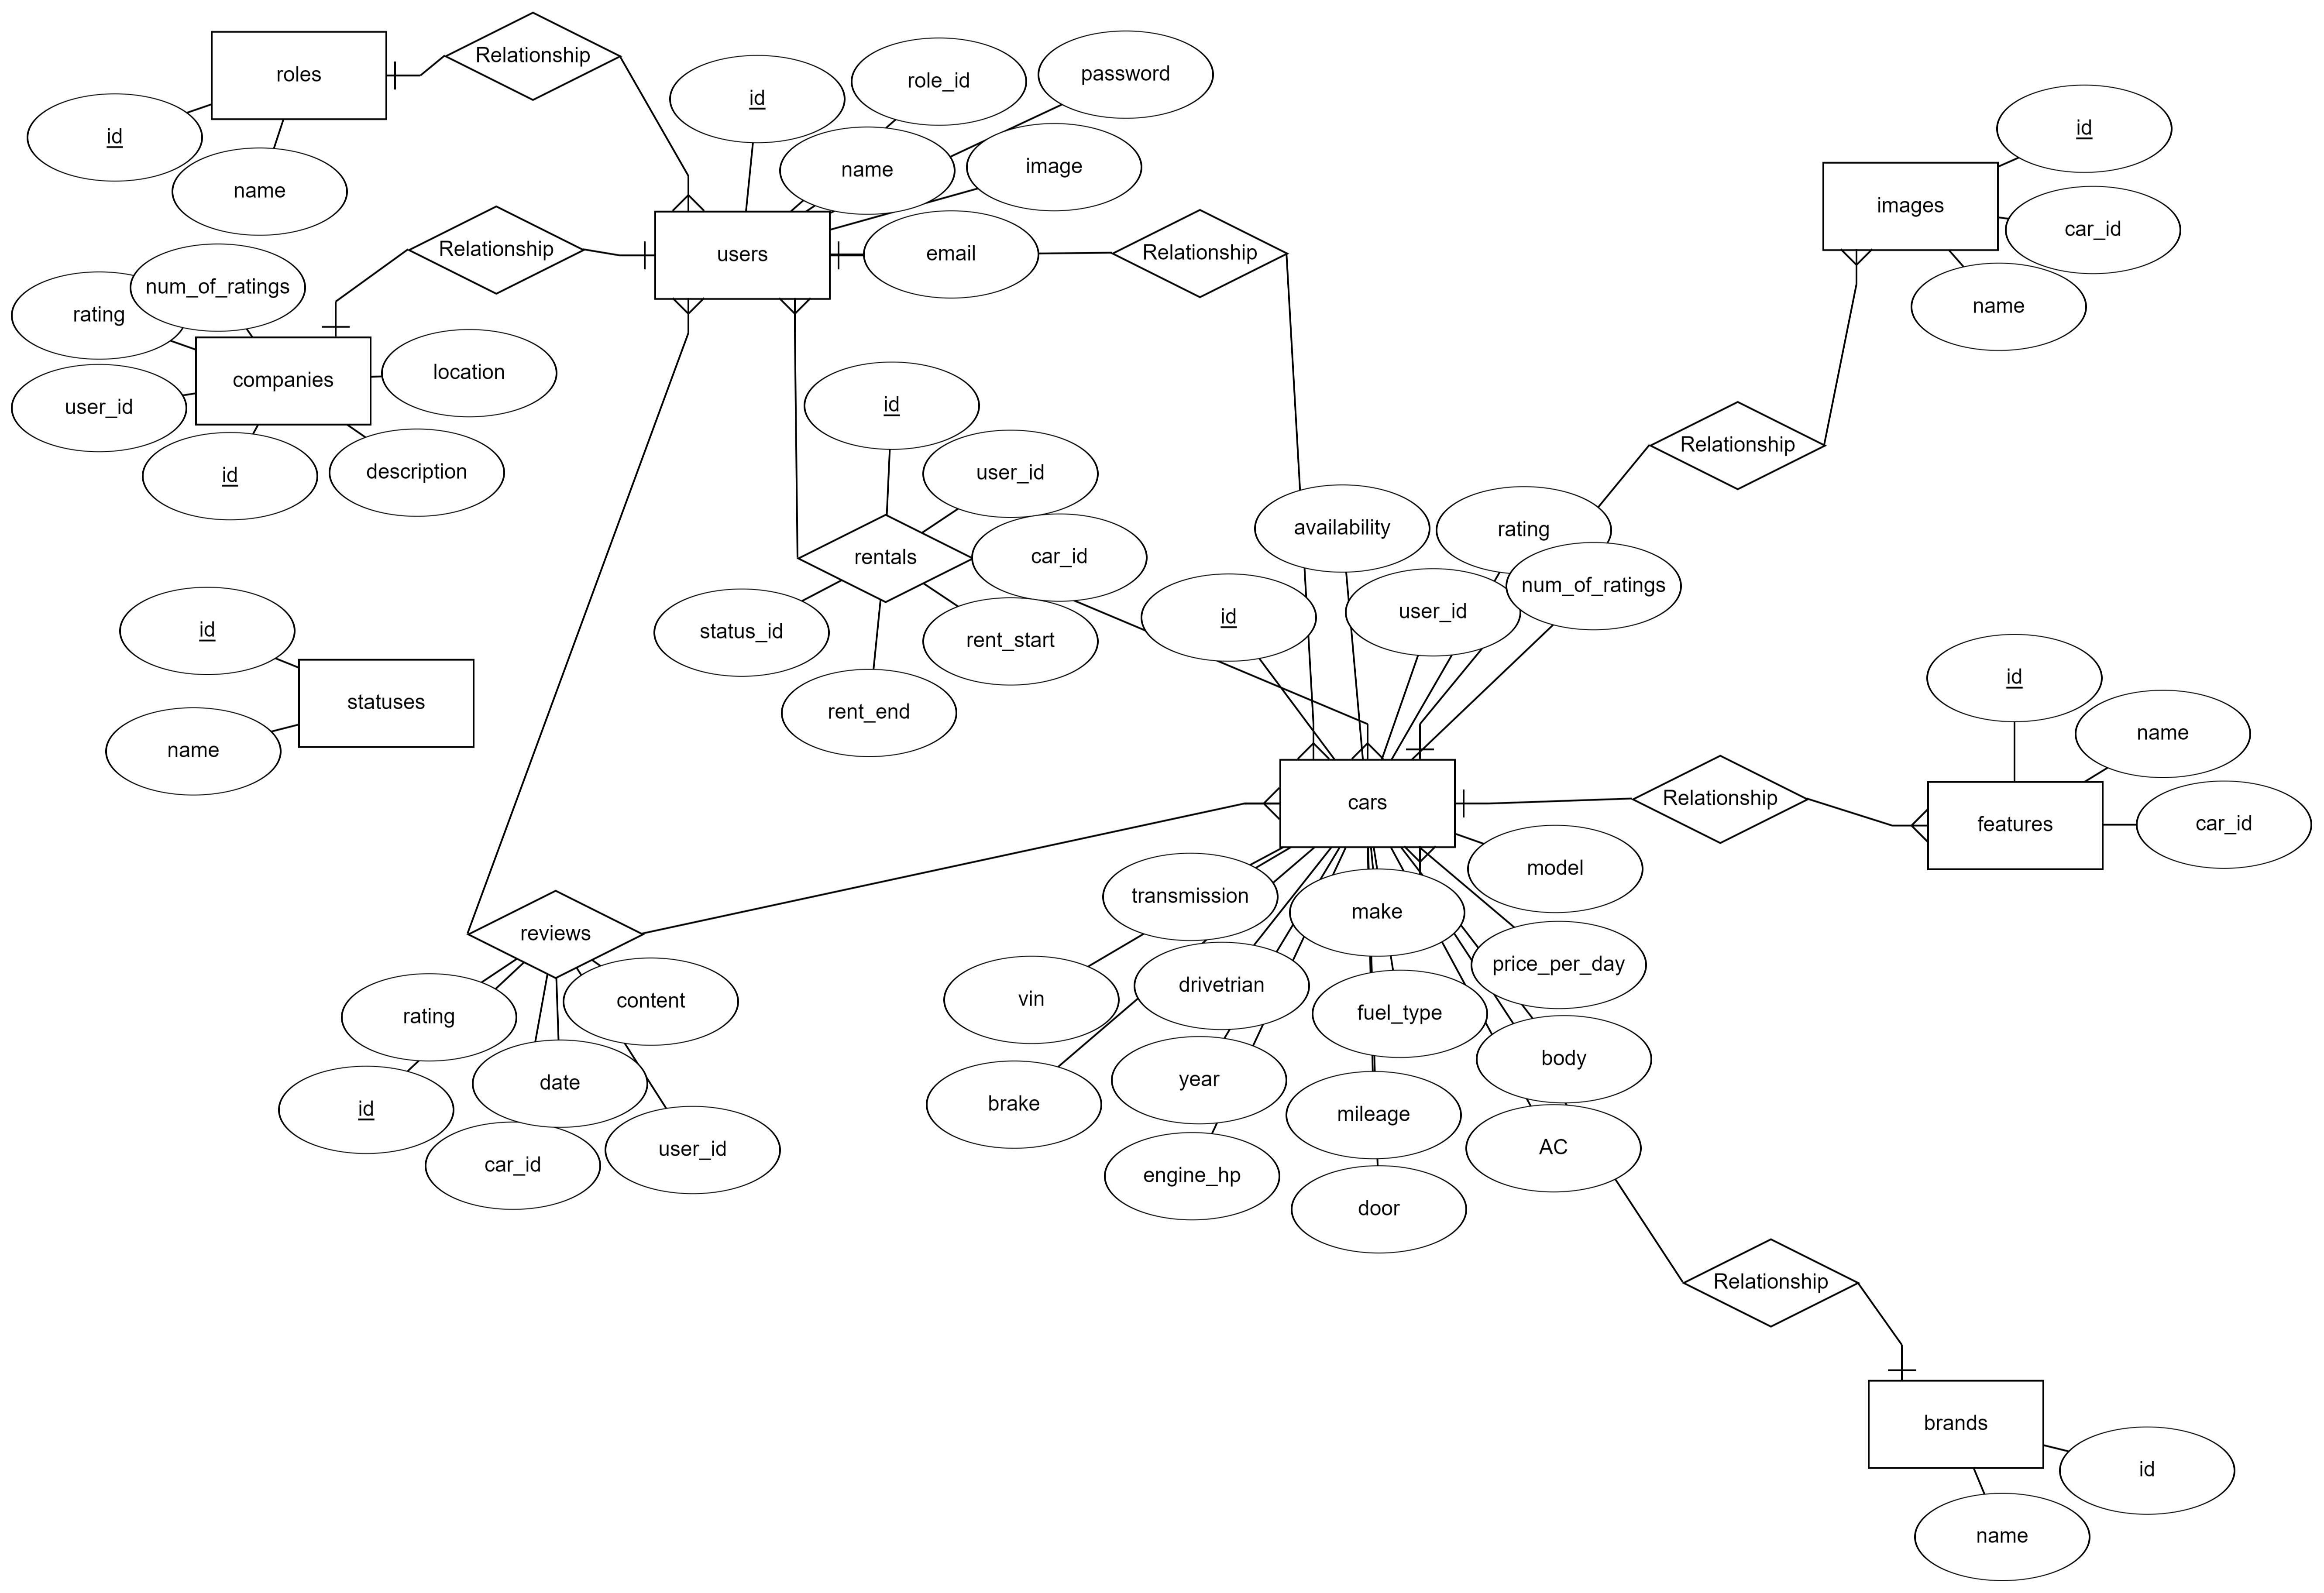 Relationship
roles
id
role_id
password
id
name
name
image
id
images
car_id
name
Relationship
users
email
Relationship
num_of_ratings
rating
companies
location
user_id
id
description
id
user_id
rentals
car_id
status_id
rent_start
rent_end
Relationship
availability
rating
num_of_ratings
id
user_id
id
name
statuses
id
name
cars
Relationship
features
car_id
name
model
transmission
make
reviews
price_per_day
vin
drivetrian
content
rating
fuel_type
body
date
year
id
brake
mileage
AC
car_id
user_id
engine_hp
door
Relationship
brands
id
name